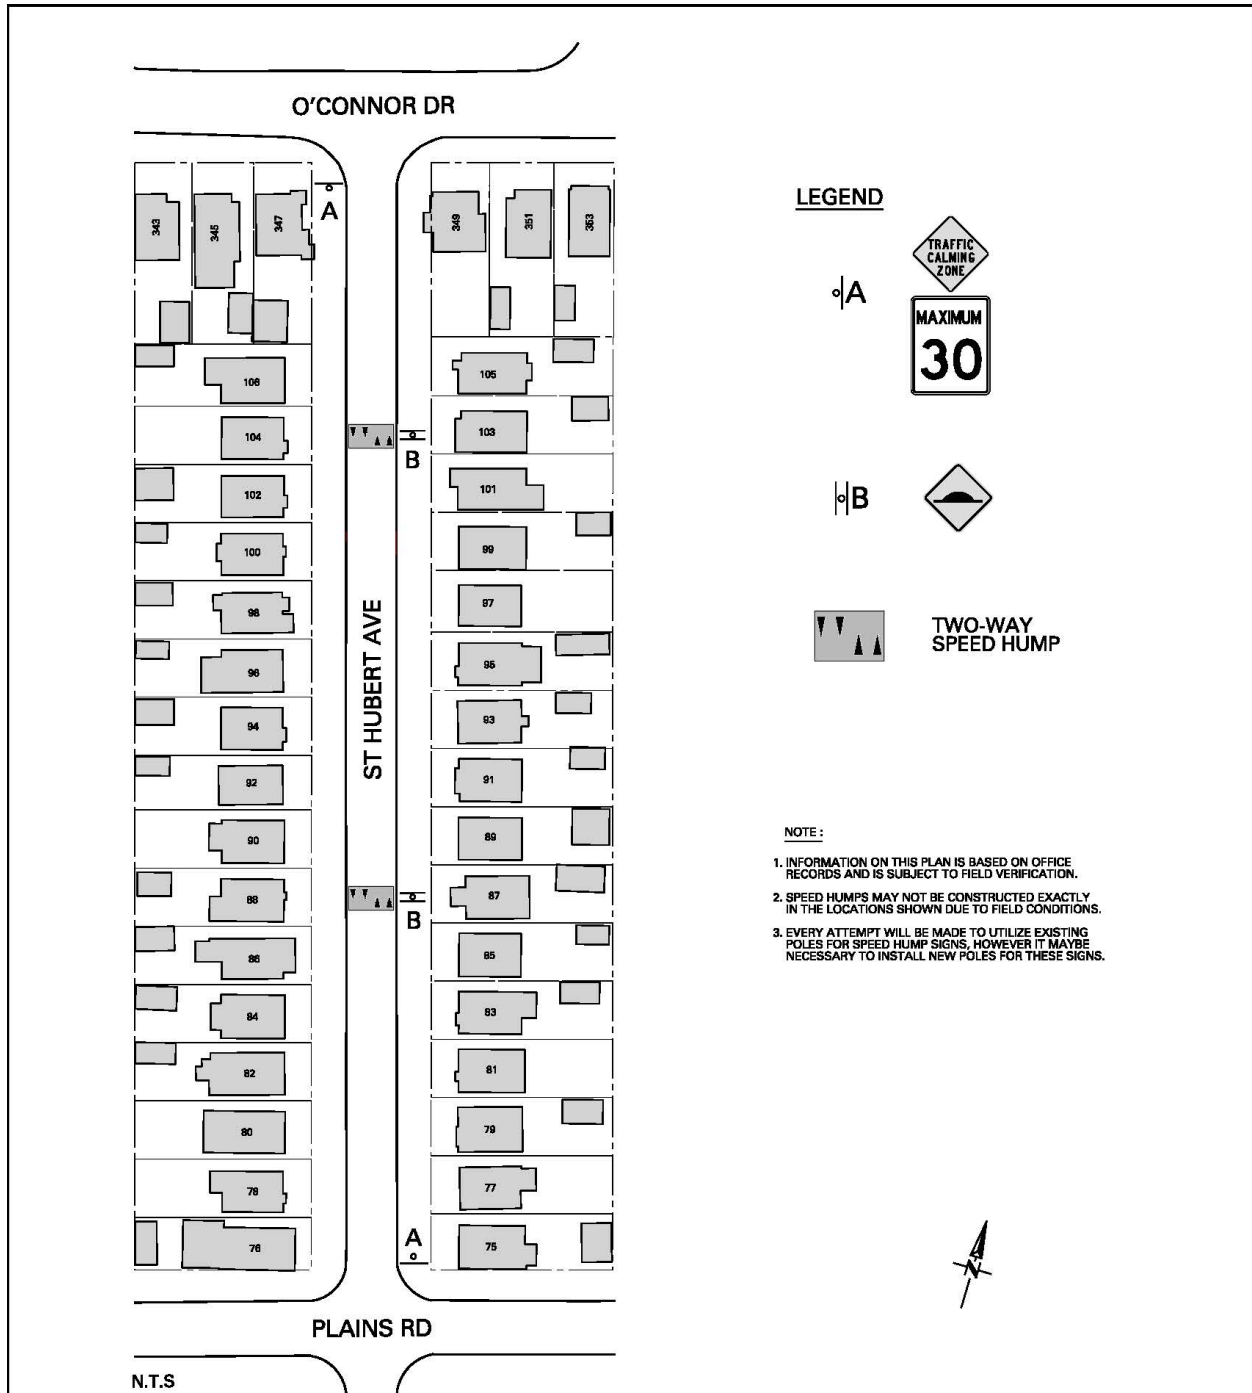 O'CONNOR DR
A
343
345
347
349
351
353
106
105
104
103
B
102
101
100
99
98
97
96
95
94
93
92
91
90
89
88
87
B
86
85
84
83
82
81
80
79
78
77
A
76
75
ST HUBERT AVE
PLAINS RD
N.T.S
LEGEND
A
TRAFFIC
CALMING
ZONE
MAXIMUM
30
B
TWO-WAY
SPEED HUMP
NOTE :
1. INFORMATION ON THIS PLAN IS BASED ON OFFICE
RECORDS AND IS SUBJECT TO FIELD VERIFICATION.
2. SPEED HUMPS MAY NOT BE CONSTRUCTED EXACTLY
IN THE LOCATIONS SHOWN DUE TO FIELD CONDITIONS.
3. EVERY ATTEMPT WILL BE MADE TO UTILIZE EXISTING
POLES FOR SPEED HUMP SIGNS, HOWEVER IT MAYBE
NECESSARY TO INSTALL NEW POLES FOR THESE SIGNS.
N